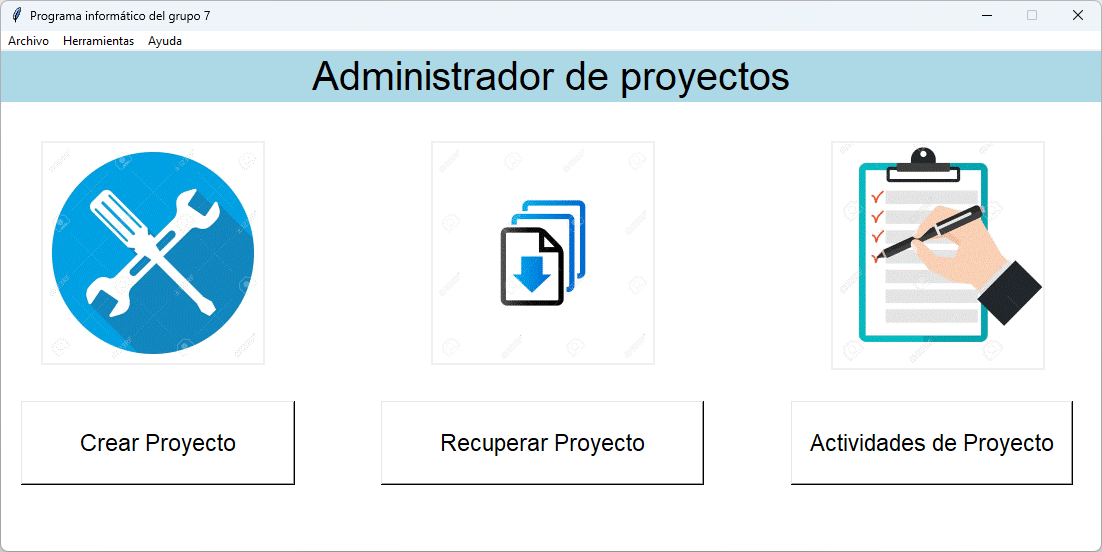 Programa informático del grupo 7
Archivo Herramientas Ayuda
Administrador de proyectos
Crear Proyecto
Recuperar Proyecto
Actividades de Proyecto